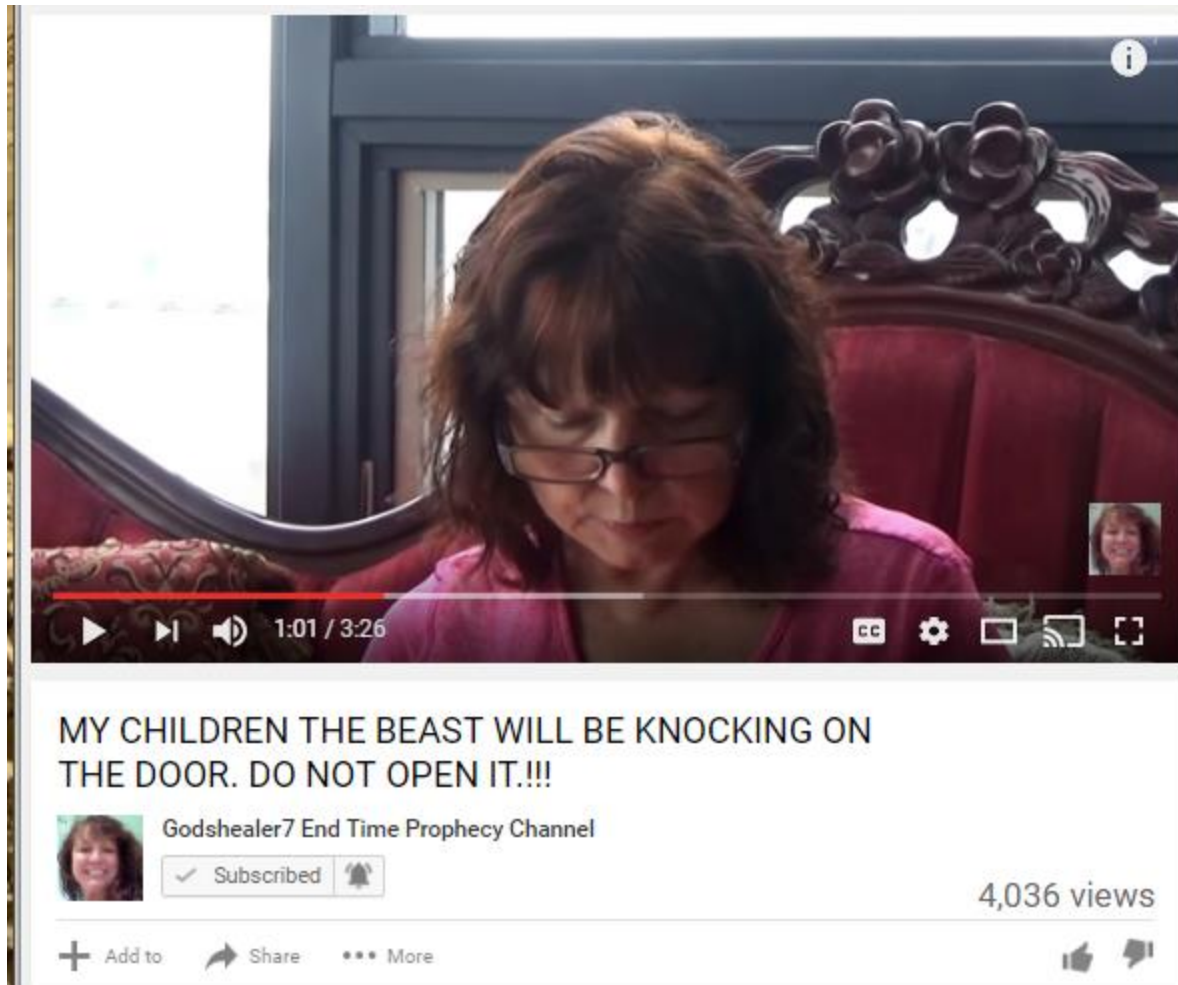 i
1:01 / 3:26
CC
MY CHILDREN THE BEAST WILL BE KNOCKING ON
THE DOOR. DO NOT OPEN IT.!!!
Godshealer7 End Time Prophecy Channel
Subscribed
4,036 views
Add to
Share
More